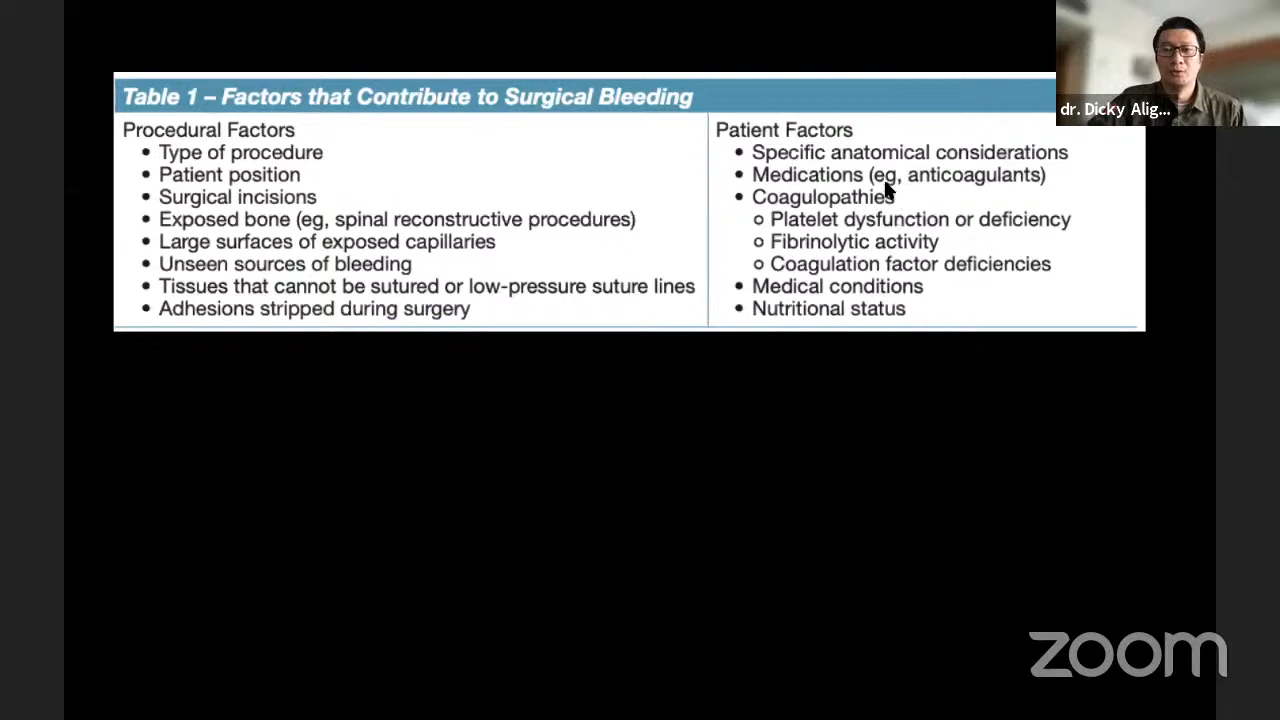 Table 1 – Factors that Contribute to Surgical Bleeding
Procedural Factors
• Type of procedure
• Patient position
• Surgical incisions
• Exposed bone (eg, spinal reconstructive procedures)
• Large surfaces of exposed capillaries
• Unseen sources of bleeding
• Tissues that cannot be sutured or low-pressure suture lines
• Adhesions stripped during surgery
Patient Factors
• Specific anatomical considerations
• Medications (eg, anticoagulants)
• Coagulopathies
o Platelet dysfunction or deficiency
o Fibrinolytic activity
o Coagulation factor deficiencies
• Medical conditions
• Nutritional status
dr. Dicky Alig...
zoom